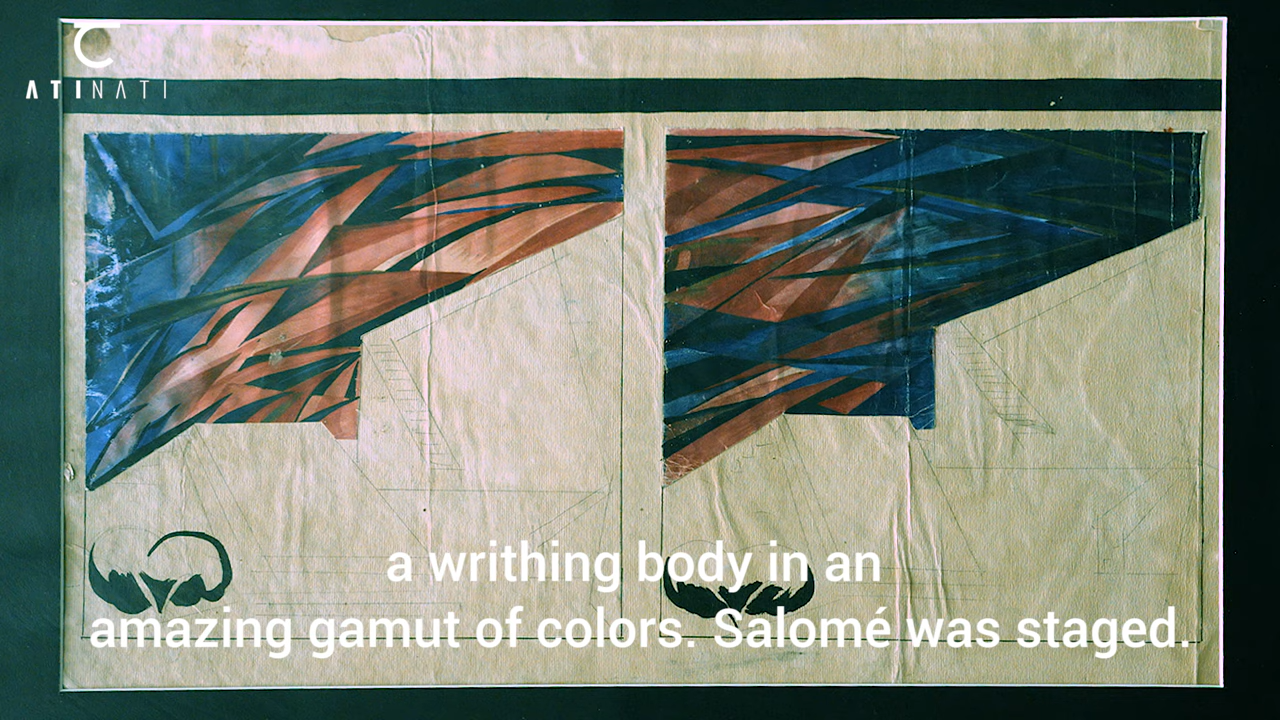 ATINATI
a writhing body in an
amazing gamut of colors. Salomé was staged.